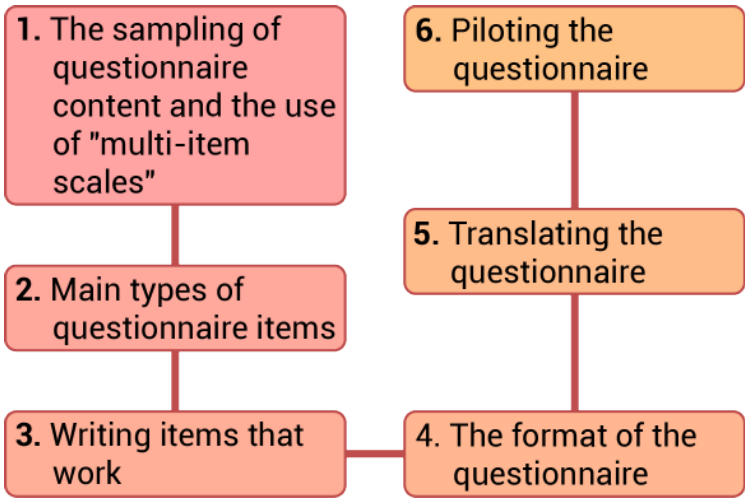 1. The sampling of
questionnaire
content and the use
of "multi-item
scales"
2. Main types of
questionnaire items
3. Writing items that
work
4. The format of the
questionnaire
5. Translating the
questionnaire
6. Piloting the
questionnaire